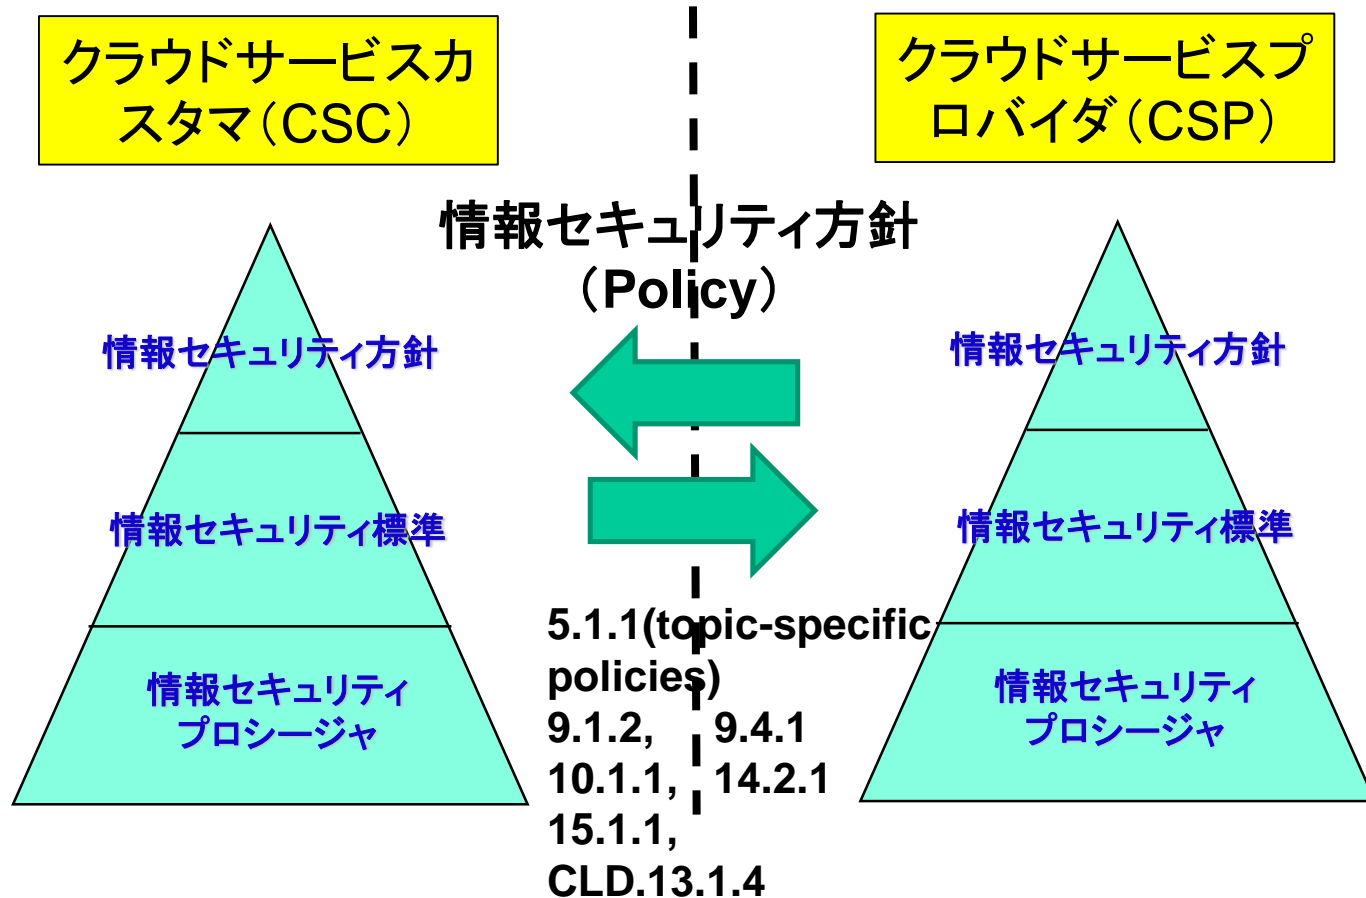 クラウドサービスカ
スタマ（CSC）
クラウドサービスプ
ロバイダ（CSP）
情報セキュリティ方針
（Policy）
情報セキュリティ方針
情報セキュリティ標準
情報セキュリティ
プロシージャ
情報セキュリティ方針
情報セキュリティ標準
情報セキュリティ
プロシージャ
5.1.1(topic-specific
policies)
9.1.2, 9.4.1
10.1.1, 14.2.1
15.1.1,
CLD.13.1.4